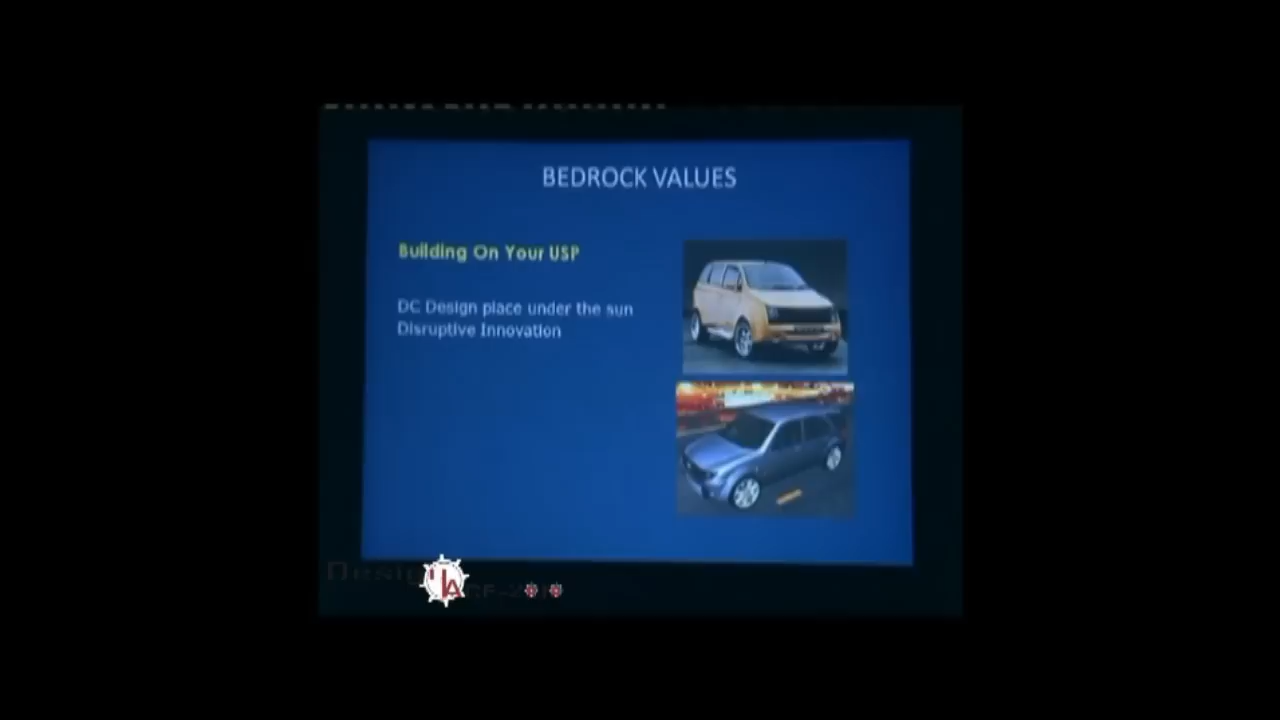 BEDROCK VALUES
Building On Your USP
DC Design place under the sun
Disruptive Innovation